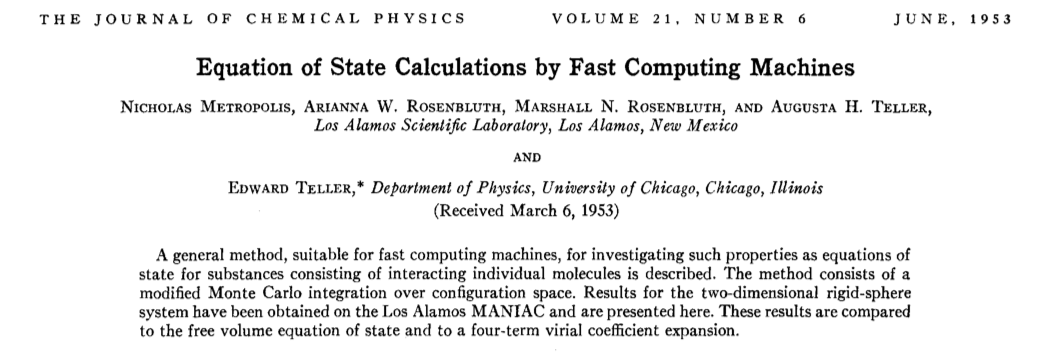 THE JOURNAL OF CHEMICAL PHYSICS VOLUME 21, NUMBER 6 JUNE, 1953
Equation of State Calculations by Fast Computing Machines
NICHOLAS METROPOLIS, ARIANNA W. ROSENBLUTH, MARSHALL N. ROSENBLUTH, AND AUGUSTA H. TELLER,
Los Alamos Scientific Laboratory, Los Alamos, New Mexico
AND
EDWARD TELLER,* Department of Physics, University of Chicago, Chicago, Illinois
(Received March 6, 1953)
A general method, suitable for fast computing machines, for investigating such properties as equations of
state for substances consisting of interacting individual molecules is described. The method consists of a
modified Monte Carlo integration over configuration space. Results for the two-dimensional rigid-sphere
system have been obtained on the Los Alamos MANIAC and are presented here. These results are compared
to the free volume equation of state and to a four-term virial coefficient expansion.